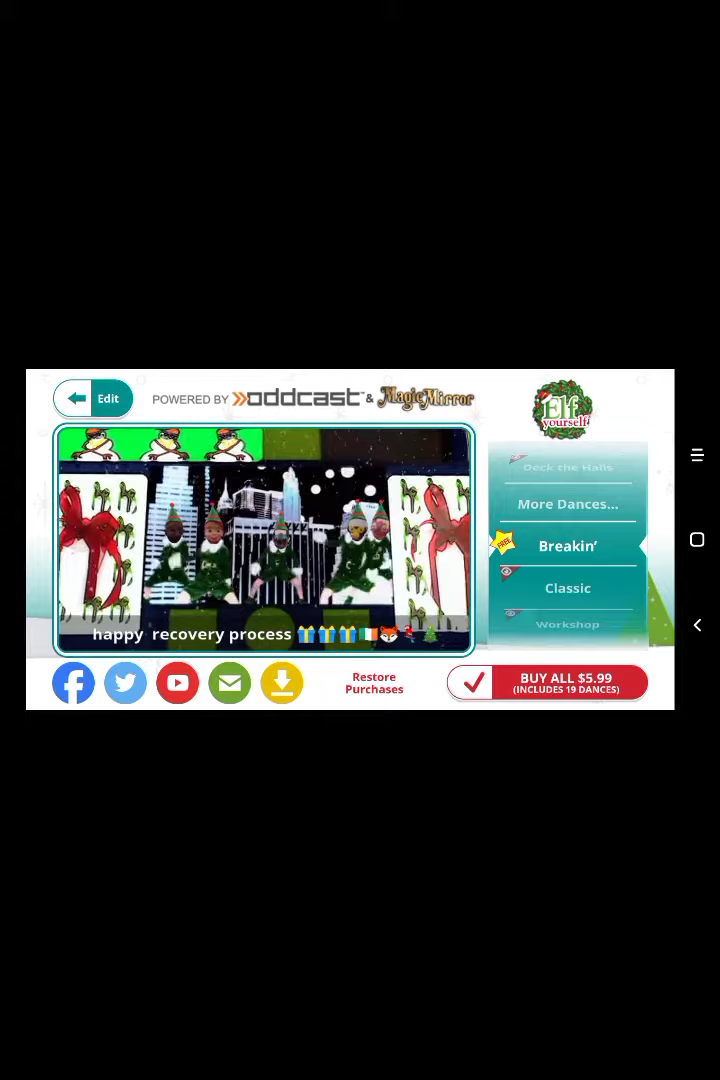 Edit
POWERED BY oddcast™ & MagicMirror
Elf
yourself
Deck the Halls
More Dances...
FREE
Breakin'
Classic
Workshop
happy recovery process 🎁🎁🎁🇮🇪🦊💃🎄
Restore
Purchases
BUY ALL $5.99
(INCLUDES 19 DANCES)